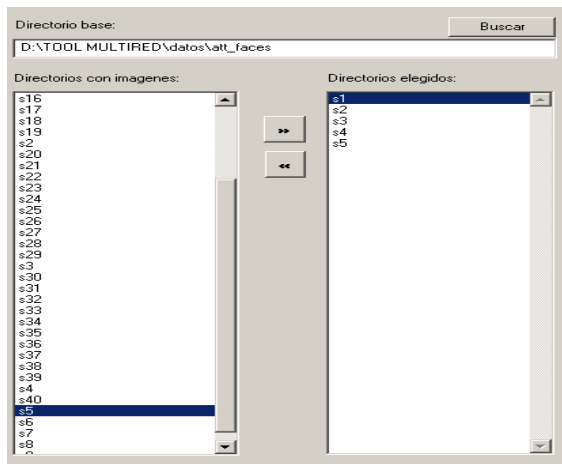 Directorio base:
Buscar
D:\TOOL MULTIRED\datos\att_faces
Directorios con imagenes:
s16
s17
s18
s19
s2
s20
s21
s22
s23
s24
s25
s26
s27
s28
s29
s3
s30
s31
s32
s33
s34
s35
s36
s37
s38
s39
s4
s40
s5
s6
s7
s8
>>
<<
Directorios elegidos:
s1
s2
s3
s4
s5